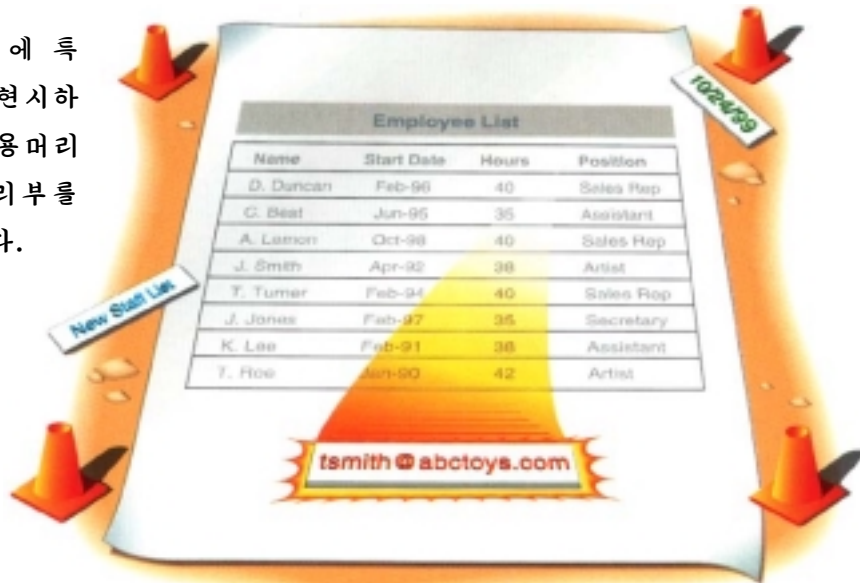 에 특
현시하
용머리
리부를
다.
10/24/99
Employee List
Name Start Date Hours Position
D. Duncan Feb-96 40 Sales Rep
C. Beat Jun-95 35 Assistant
A. Lemon Oct-98 40 Sales Rep
J. Smith Apr-92 38 Artist
T. Turner Feb-94 40 Sales Rep
J. Jones Feb-97 35 Secretary
K. Lee Feb-91 38 Assistant
T. Roe Jan-90 42 Artist
New Staff List
tsmith@abctoys.com